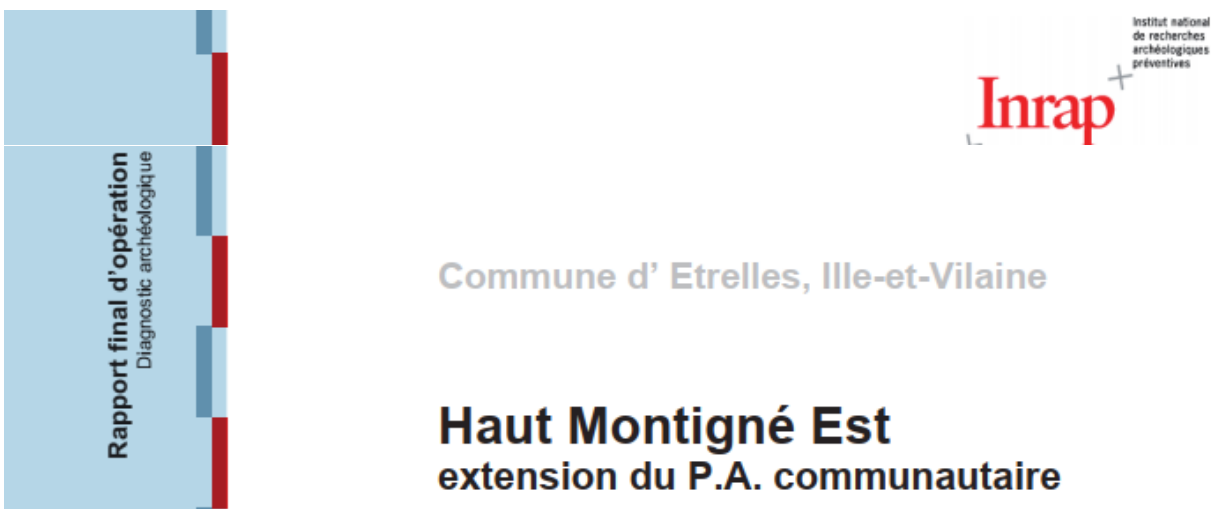 Institut national
de recherches
archéologiques
préventives
Inrap
Rapport final d'opération
Diagnostic archéologique
Commune d' Etrelles, Ille-et-Vilaine
Haut Montigné Est
extension du P.A. communautaire